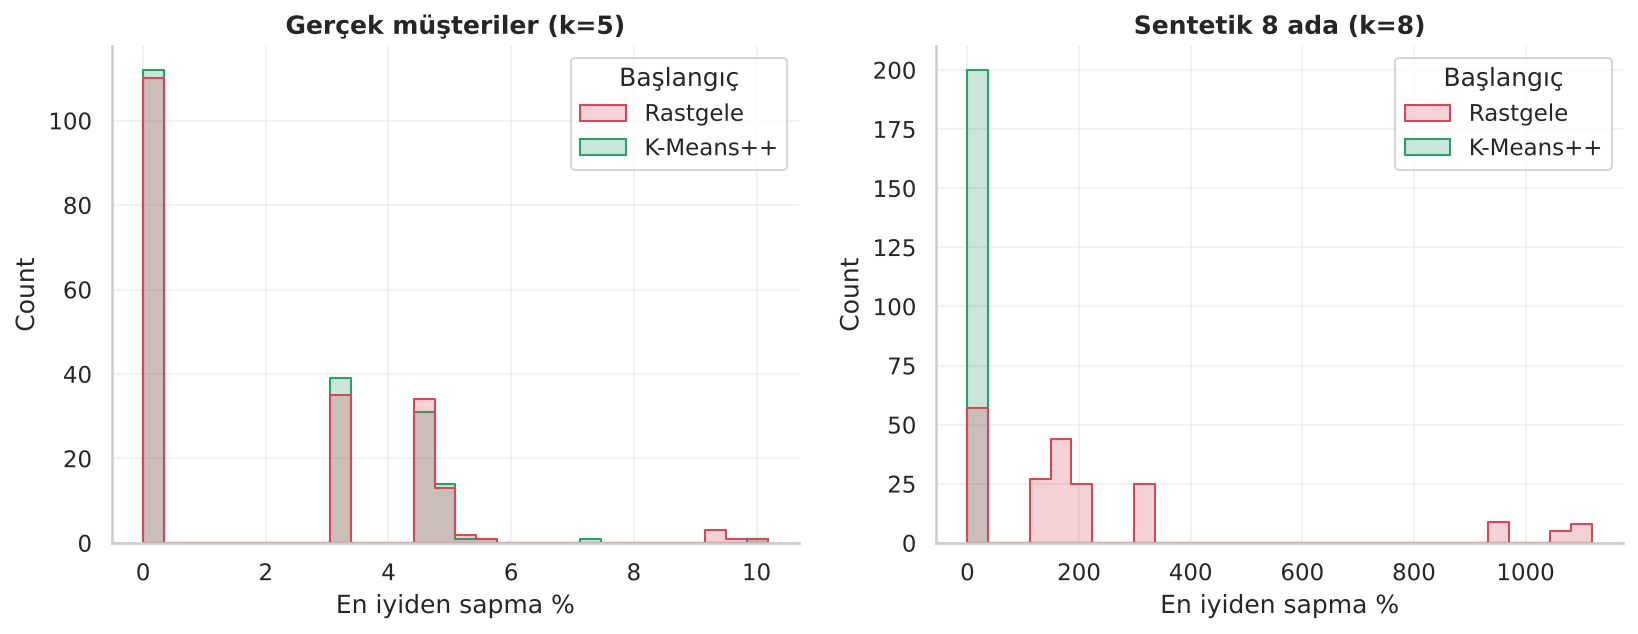 Gerçek müşteriler (k=5)
Count
100
80
60
40
20
0
Başlangıç
Rastgele
K-Means++
0 2 4 6 8 10
En iyiden sapma %
Sentetik 8 ada (k=8)
Count
200
175
150
125
100
75
50
25
0
Başlangıç
Rastgele
K-Means++
0 200 400 600 800 1000
En iyiden sapma %